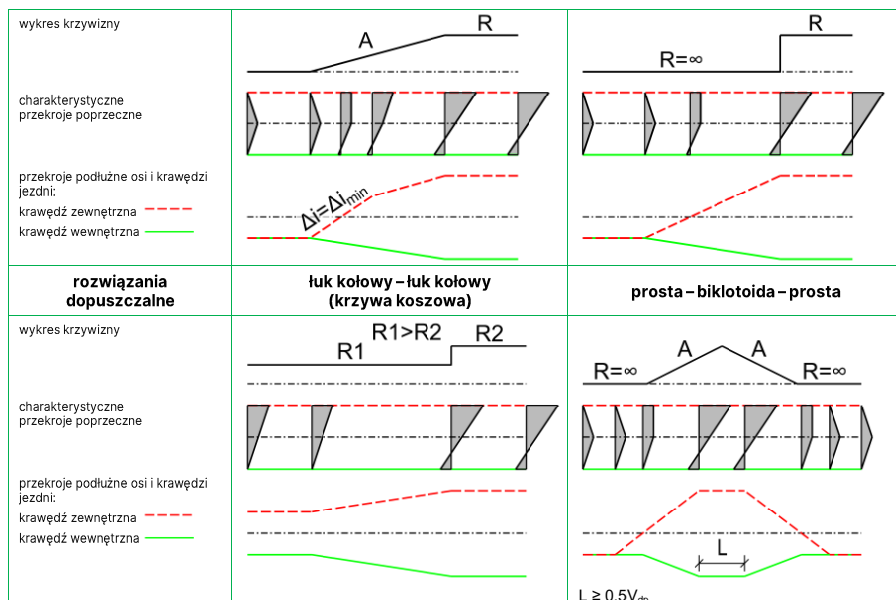 wykres krzywizny
A
R
R=∞
R
charakterystyczne
przekroje poprzeczne
przekroje podłużne osi i krawędzi
jezdni:
krawędź zewnętrzna
krawędź wewnętrzna
Δi=Δimin
rozwiązania
dopuszczalne
łuk kołowy – łuk kołowy
(krzywa koszowa)
prosta – biklotoida – prosta
wykres krzywizny
R1
R1>R2
R2
R=∞
A
A
R=∞
charakterystyczne
przekroje poprzeczne
przekroje podłużne osi i krawędzi
jezdni:
krawędź zewnętrzna
krawędź wewnętrzna
L
L ≥ 0.5Vdp